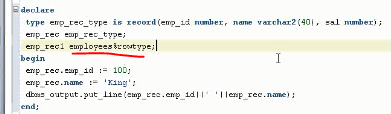 declare
type emp_rec_type is record(emp_id number, name varchar2(40), sal number);
emp_rec emp_rec_type;
emp_rec1 employees%rowtype;
begin
emp_rec.emp_id := 100;
emp_rec.name := 'King';
dbms_output.put_line(emp_rec.emp_id||' '||emp_rec.name);
end;